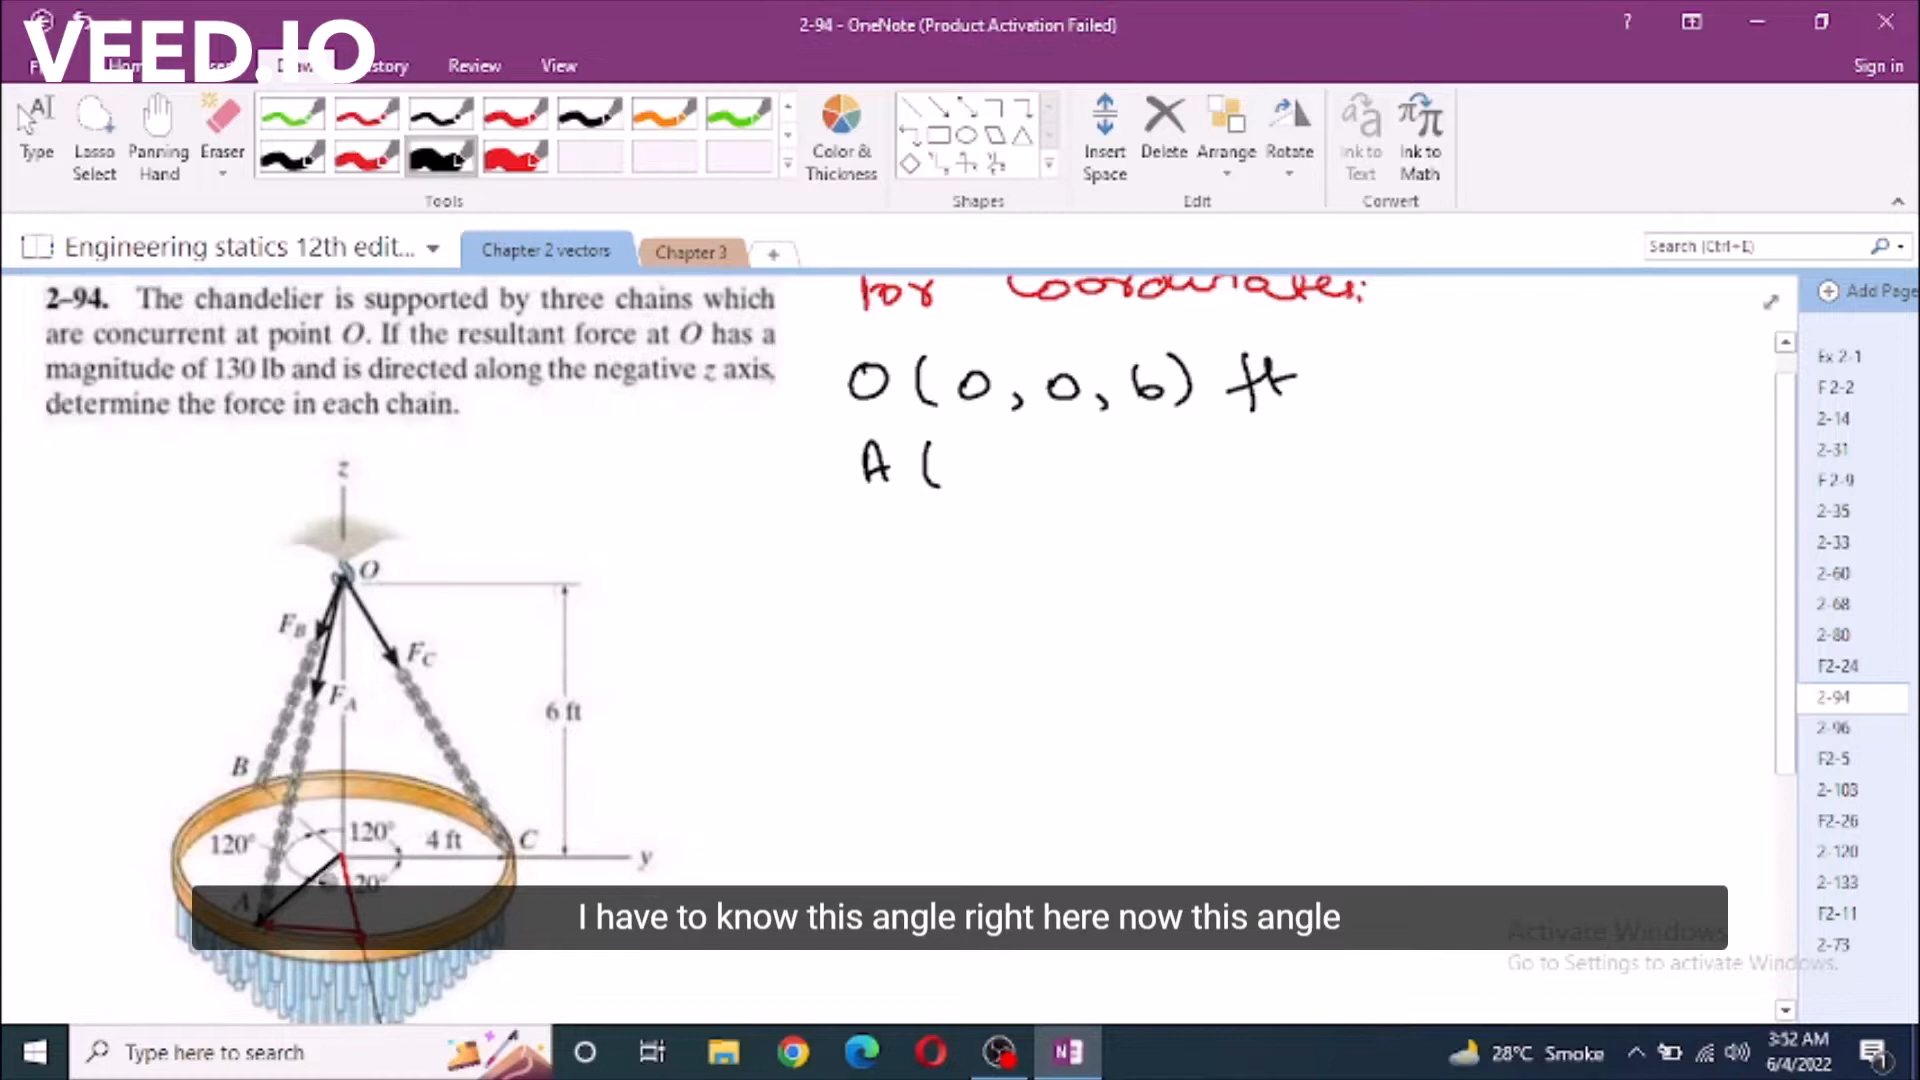 VEED.IO
2-94 - OneNote (Product Activation Failed)
?
Draw
Review
View
Sign in
Type
Lasso Select
Panning Hand
Eraser
Color & Thickness
Insert Space
Delete
Arrange
Rotate
Ink to Text
Ink to Math
Tools
Shapes
Edit
Convert
Engineering statics 12th edit...
Chapter 2 vectors
Chapter 3
+
Search (Ctrl+E)
Add Page
2–94. The chandelier is supported by three chains which
are concurrent at point O. If the resultant force at O has a
magnitude of 130 lb and is directed along the negative z axis,
determine the force in each chain.
for coordinates:
O ( 0 , 0 , 6 ) ft
A (
z
O
F_B
F_C
F_A
6 ft
B
120°
120°
4 ft
C
y
A
Ex 2-1
F 2-2
2-14
2-31
F 2-9
2-35
2-33
2-60
2-68
2-80
F2-24
2-94
2-96
F2-5
2-103
F2-26
2-120
2-133
F2-11
2-73
I have to know this angle right here now this angle
Activate Windows
Go to Settings to activate Windows.
Type here to search
28°C Smoke
3:52 AM
6/4/2022